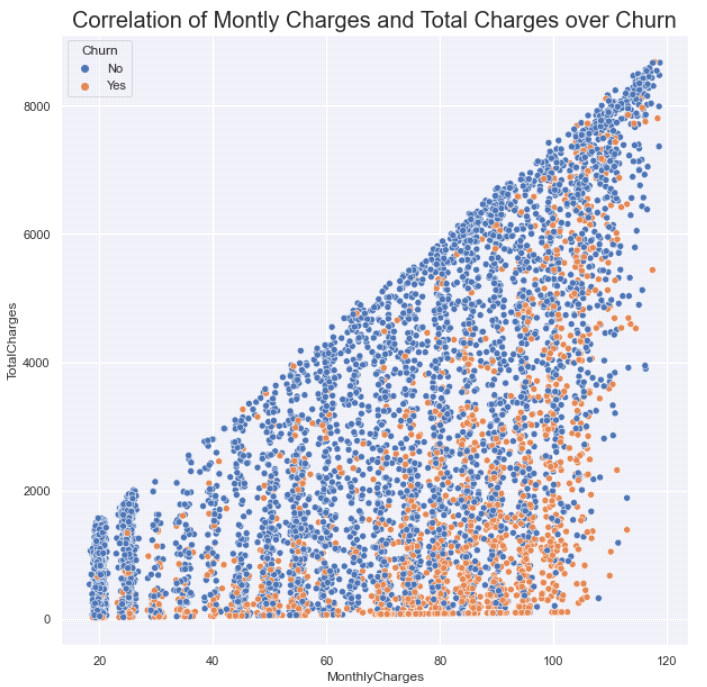 Correlation of Montly Charges and Total Charges over Churn
Churn
No
Yes
8000
6000
4000
2000
0
TotalCharges
20 40 60 80 100 120
MonthlyCharges